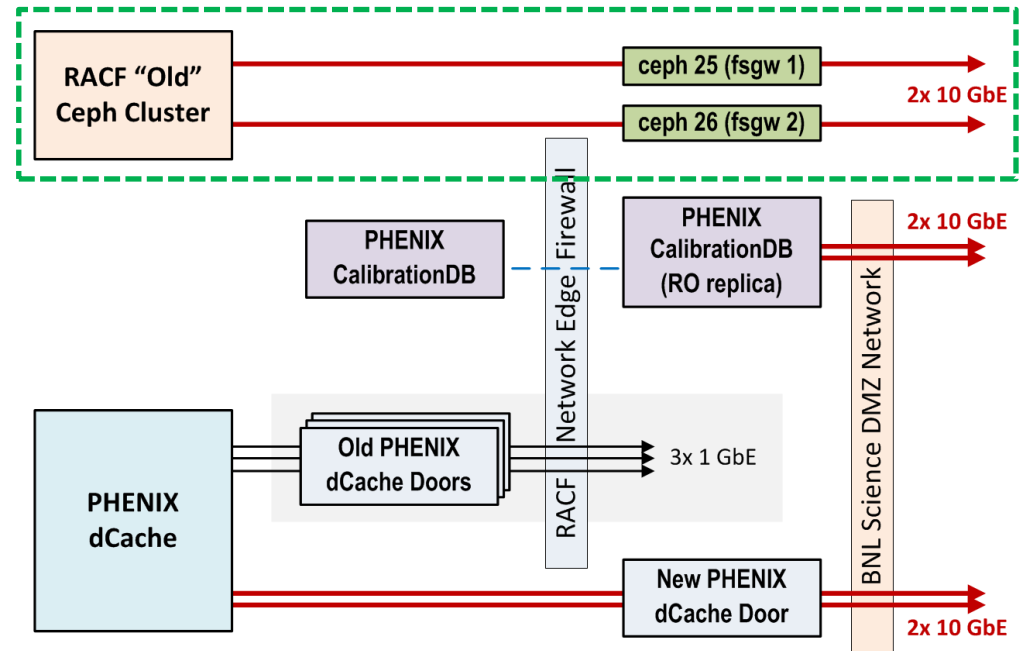 RACF “Old”
Ceph Cluster
ceph 25 (fsgw 1)
2x 10 GbE
ceph 26 (fsgw 2)
PHENIX
CalibrationDB
PHENIX
CalibrationDB
(RO replica)
2x 10 GbE
RACF Network Edge Firewall
BNL Science DMZ Network
PHENIX
dCache
Old PHENIX
dCache Doors
3x 1 GbE
New PHENIX
dCache Door
2x 10 GbE